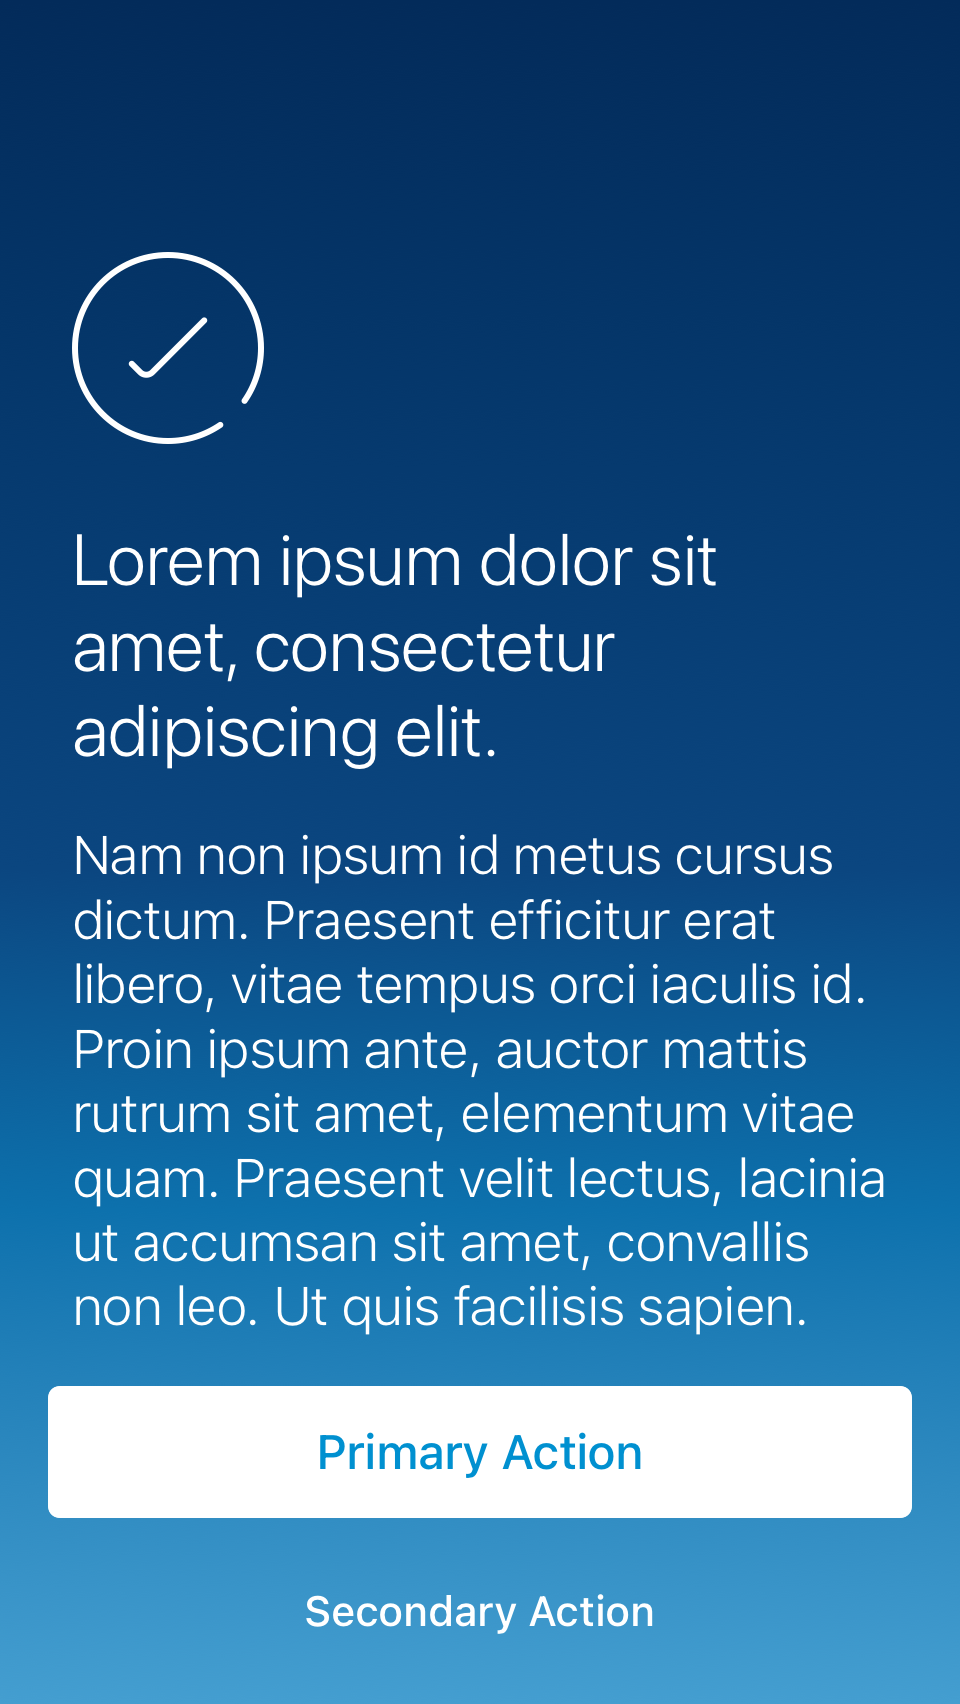 Lorem ipsum dolor sit
amet, consectetur
adipiscing elit.
Nam non ipsum id metus cursus
dictum. Praesent efficitur erat
libero, vitae tempus orci iaculis id.
Proin ipsum ante, auctor mattis
rutrum sit amet, elementum vitae
quam. Praesent velit lectus, lacinia
ut accumsan sit amet, convallis
non leo. Ut quis facilisis sapien.
Primary Action
Secondary Action